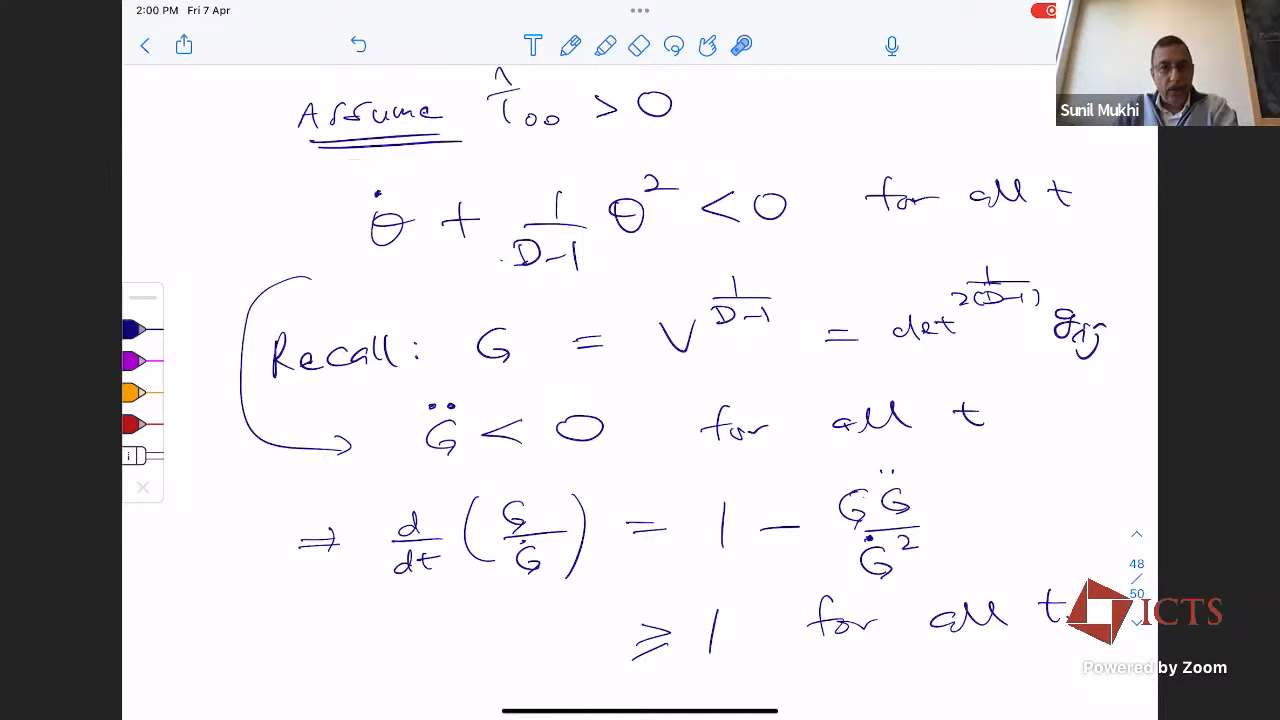 2:00 PM Fri 7 Apr
Sunil Mukhi
Assume T̂₀₀ > 0
θ̇ + 1/(D-1) θ² < 0 for all t
Recall: G = V^(1/(D-1)) = det^(1/(2(D-1))) g_ij
G̈ < 0 for all t
⇒ d/dt (G/Ġ) = 1 - GG̈/Ġ²
≥ 1 for all t.
48
/
50
ICTS
Powered by Zoom